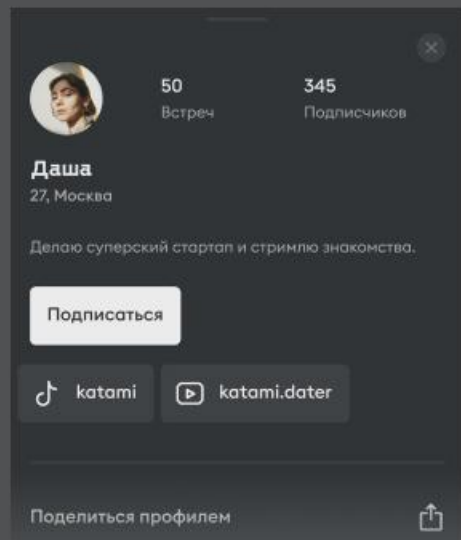 50
345
Встреч
Подписчиков
Даша
27, Москва
Делаю суперский стартап и стримлю знакомства.
Подписаться
katami
katami.dater
Поделиться профилем